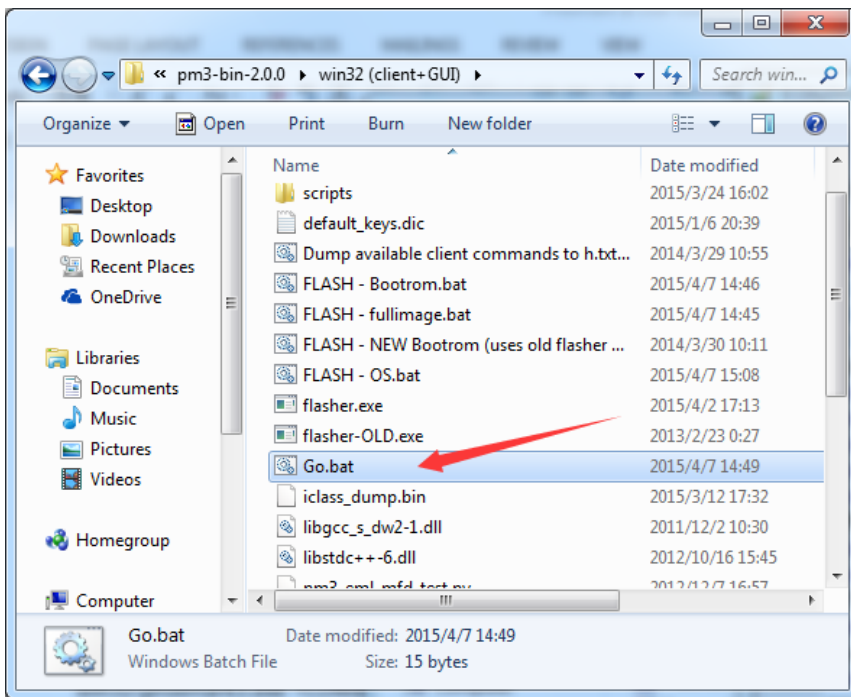 « pm3-bin-2.0.0 ▸ win32 (client+GUI) ▸
Search win...
Organize ▾ Open Print Burn New folder
Favorites
Desktop
Downloads
Recent Places
OneDrive
Libraries
Documents
Music
Pictures
Videos
Homegroup
Computer
Name Date modified
scripts 2015/3/24 16:02
default_keys.dic 2015/1/6 20:39
Dump available client commands to h.txt... 2014/3/29 10:55
FLASH - Bootrom.bat 2015/4/7 14:46
FLASH - fullimage.bat 2015/4/7 14:45
FLASH - NEW Bootrom (uses old flasher ... 2014/3/30 10:11
FLASH - OS.bat 2015/4/7 15:08
flasher.exe 2015/4/2 17:13
flasher-OLD.exe 2013/2/23 0:27
Go.bat 2015/4/7 14:49
iclass_dump.bin 2015/3/12 17:32
libgcc_s_dw2-1.dll 2011/12/2 10:30
libstdc++-6.dll 2012/10/16 15:45
pm3_eml_mfd_test.py 2012/12/7 16:57
Go.bat Date modified: 2015/4/7 14:49
Windows Batch File Size: 15 bytes